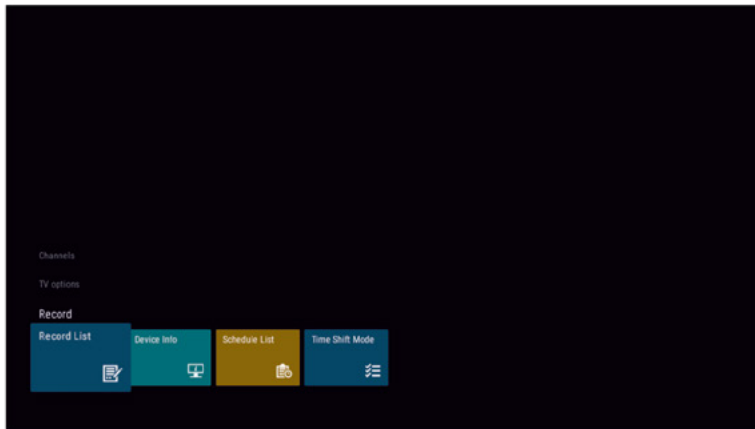 Channels
TV options
Record
Record List
Device Info
Schedule List
Time Shift Mode